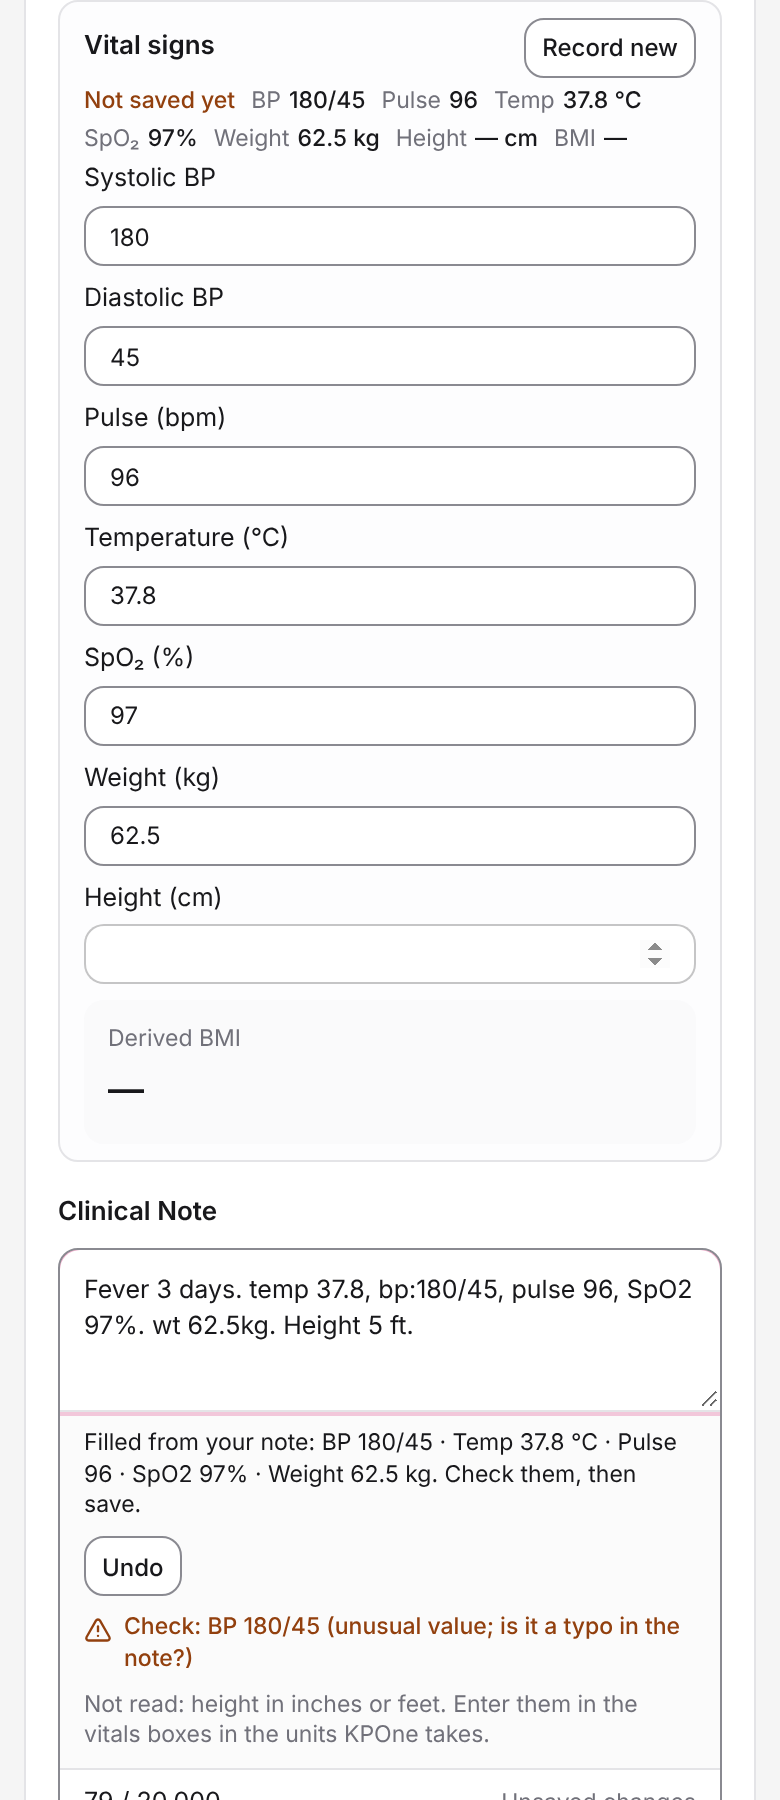 Vital signs
Record new
Not saved yet BP 180/45 Pulse 96 Temp 37.8 °C
SpO₂ 97% Weight 62.5 kg Height — cm BMI —
Systolic BP
180
Diastolic BP
45
Pulse (bpm)
96
Temperature (°C)
37.8
SpO₂ (%)
97
Weight (kg)
62.5
Height (cm)
Derived BMI
—
Clinical Note
Fever 3 days. temp 37.8, bp:180/45, pulse 96, SpO2
97%. wt 62.5kg. Height 5 ft.
Filled from your note: BP 180/45 · Temp 37.8 °C · Pulse
96 · SpO2 97% · Weight 62.5 kg. Check them, then
save.
Undo
Check: BP 180/45 (unusual value; is it a typo in the
note?)
Not read: height in inches or feet. Enter them in the
vitals boxes in the units KPOne takes.
79 / 20,000
Unsaved changes